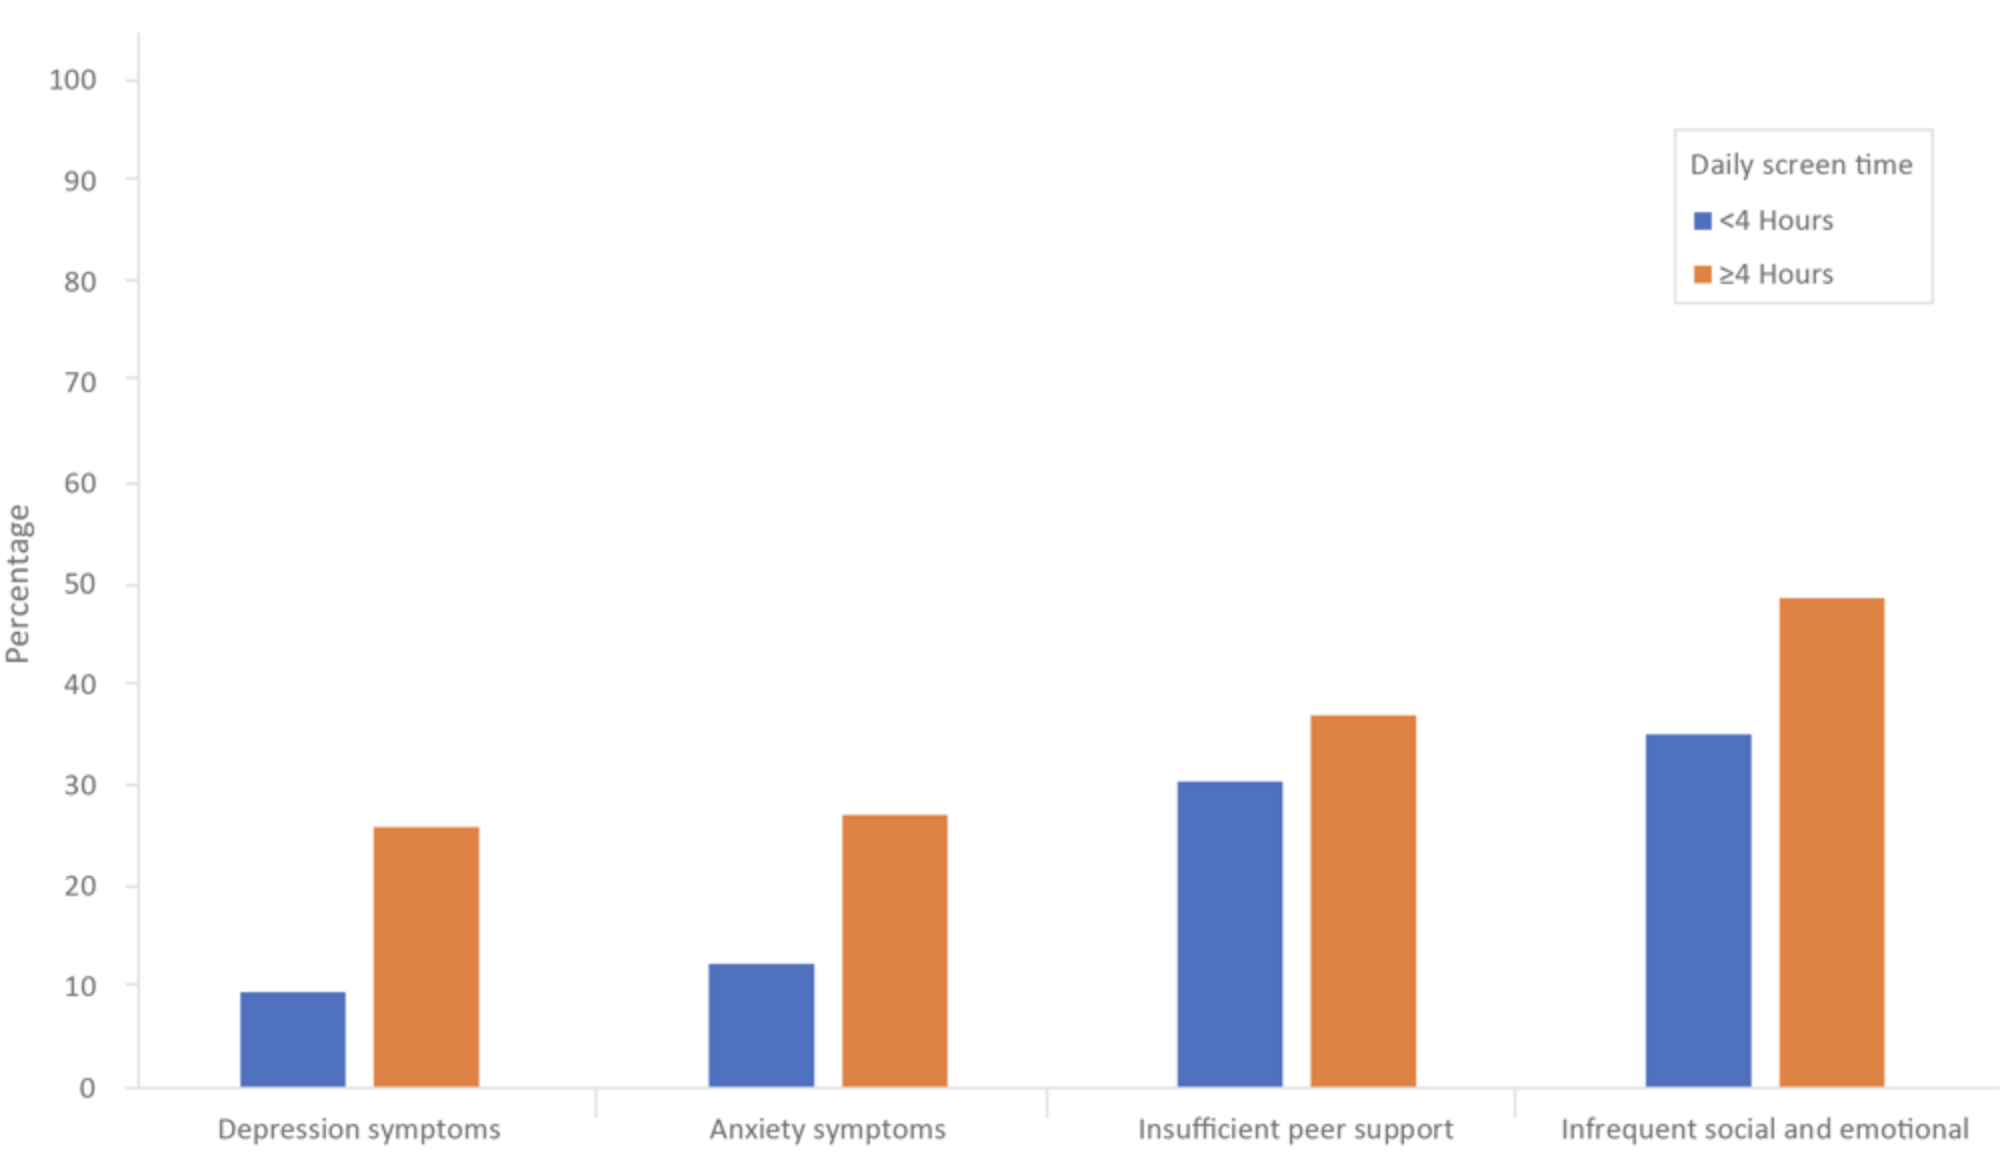 100
90
80
70
60
50
40
30
20
10
0
Percentage
Daily screen time
<4 Hours
≥4 Hours
Depression symptoms
Anxiety symptoms
Insufficient peer support
Infrequent social and emotional